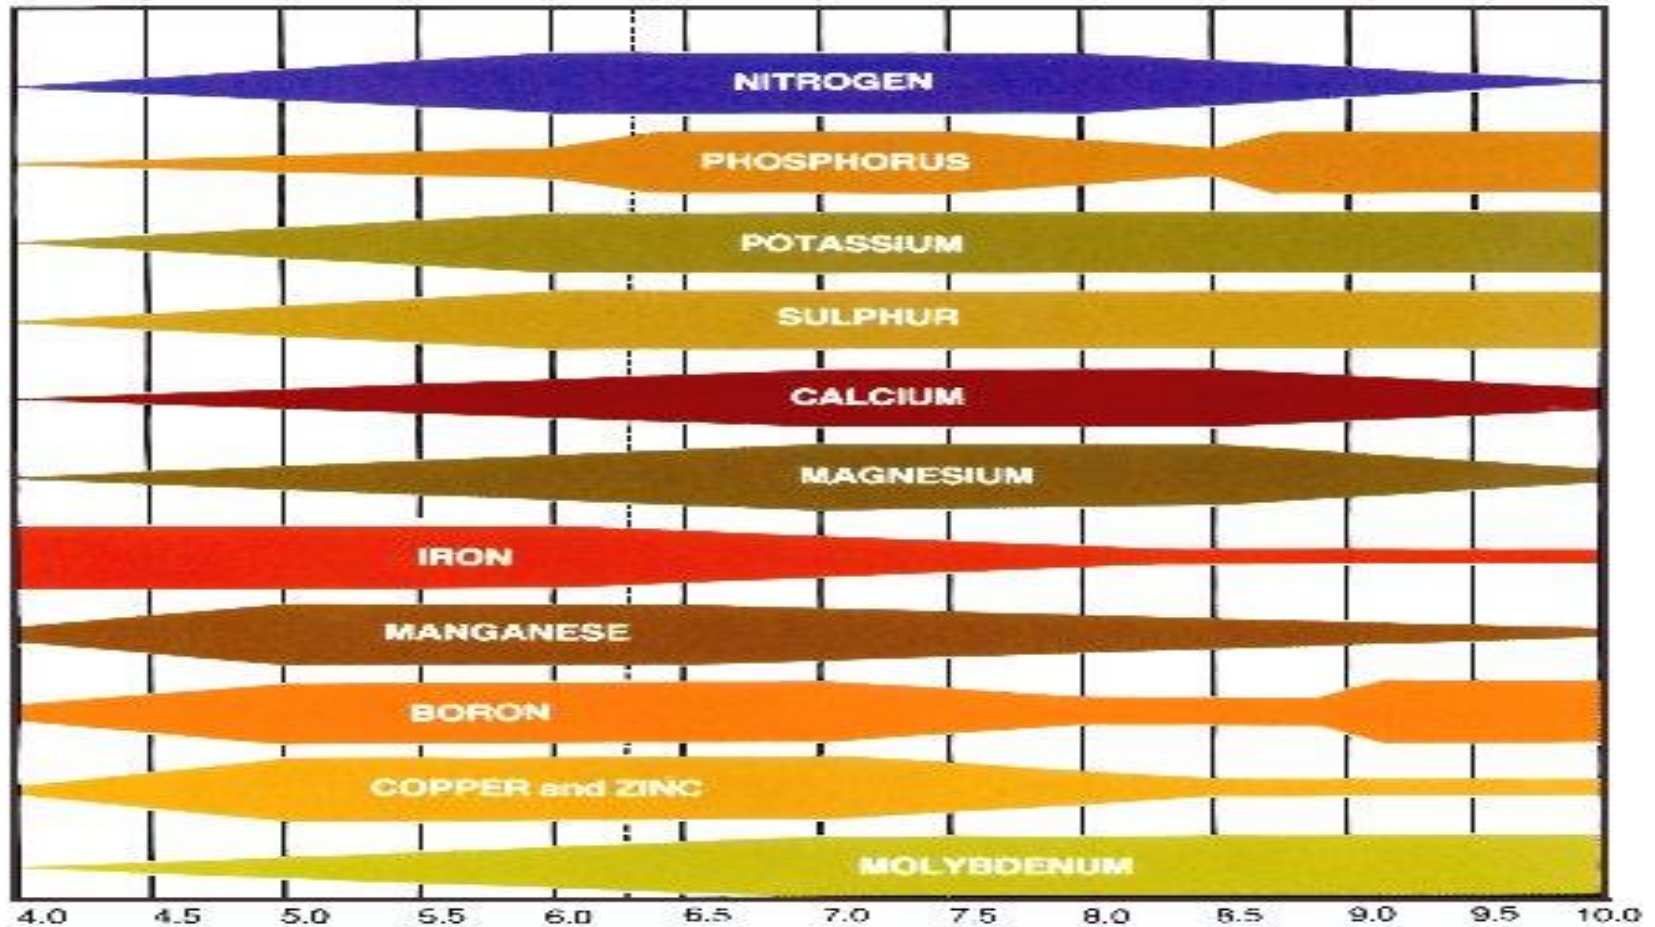 NITROGEN
PHOSPHORUS
POTASSIUM
SULPHUR
CALCIUM
MAGNESIUM
IRON
MANGANESE
BORON
COPPER and ZINC
MOLYBDENUM
4.0 4.5 5.0 5.5 6.0 6.5 7.0 7.5 8.0 8.5 9.0 9.5 10.0